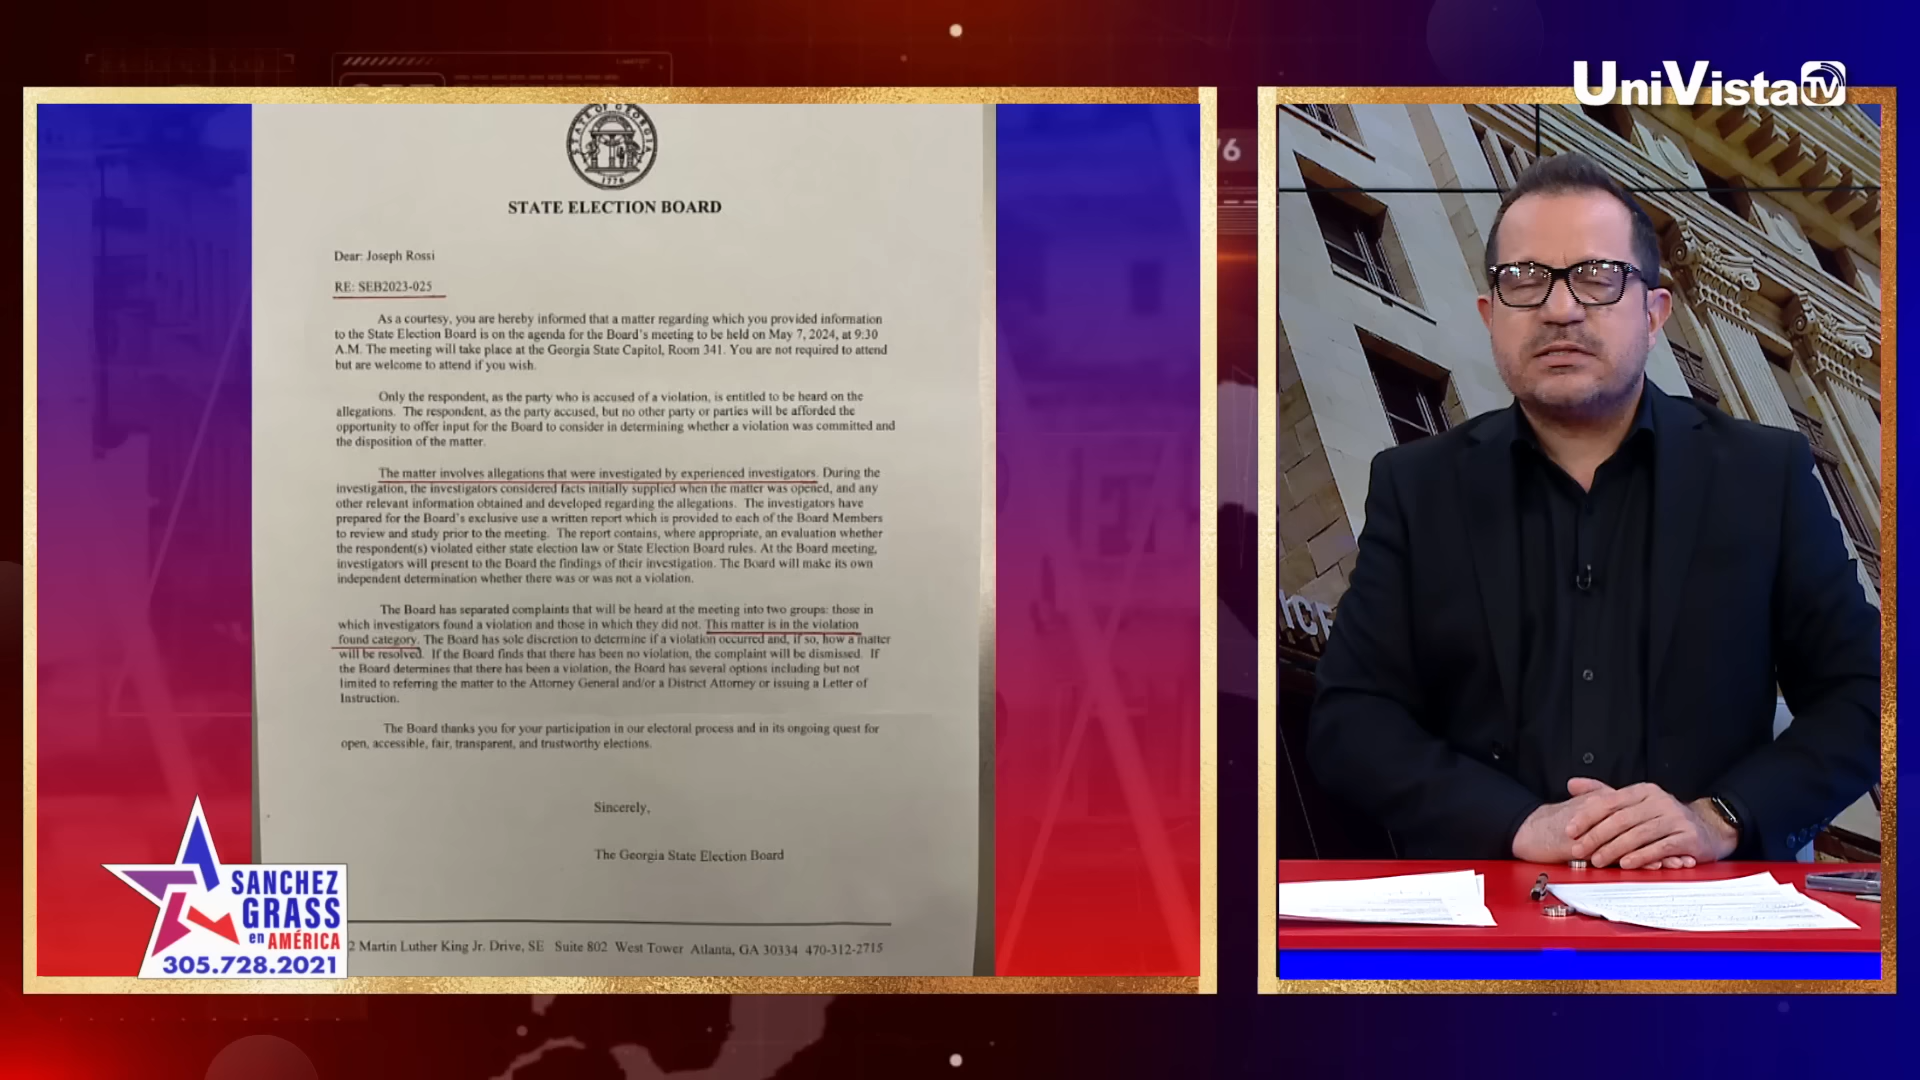 UniVista TV
STATE OF GEORGIA
1776
STATE ELECTION BOARD
Dear: Joseph Rossi
RE: SEB2023-025
As a courtesy, you are hereby informed that a matter regarding which you provided information
to the State Election Board is on the agenda for the Board's meeting to be held on May 7, 2024, at 9:30
A.M. The meeting will take place at the Georgia State Capitol, Room 341. You are not required to attend
but are welcome to attend if you wish.
Only the respondent, as the party who is accused of a violation, is entitled to be heard on the
allegations. The respondent, as the party accused, but no other party or parties will be afforded the
opportunity to offer input for the Board to consider in determining whether a violation was committed and
the disposition of the matter.
The matter involves allegations that were investigated by experienced investigators. During the
investigation, the investigators considered facts initially supplied when the matter was opened, and any
other relevant information obtained and developed regarding the allegations. The investigators have
prepared for the Board's exclusive use a written report which is provided to each of the Board Members
to review and study prior to the meeting. The report contains, where appropriate, an evaluation whether
the respondent(s) violated either state election law or State Election Board rules. At the Board meeting,
investigators will present to the Board the findings of their investigation. The Board will make its own
independent determination whether there was or was not a violation.
The Board has separated complaints that will be heard at the meeting into two groups: those in
which investigators found a violation and those in which they did not. This matter is in the violation
found category. The Board has sole discretion to determine if a violation occurred and, if so, how a matter
will be resolved. If the Board finds that there has been no violation, the complaint will be dismissed. If
the Board determines that there has been a violation, the Board has several options including but not
limited to referring the matter to the Attorney General and/or a District Attorney or issuing a Letter of
Instruction.
The Board thanks you for your participation in our electoral process and in its ongoing quest for
open, accessible, fair, transparent, and trustworthy elections.
Sincerely,
The Georgia State Election Board
2 Martin Luther King Jr. Drive, SE Suite 802 West Tower Atlanta, GA 30334 470-312-2715
SANCHEZ
GRASS
en AMÉRICA
305.728.2021
76